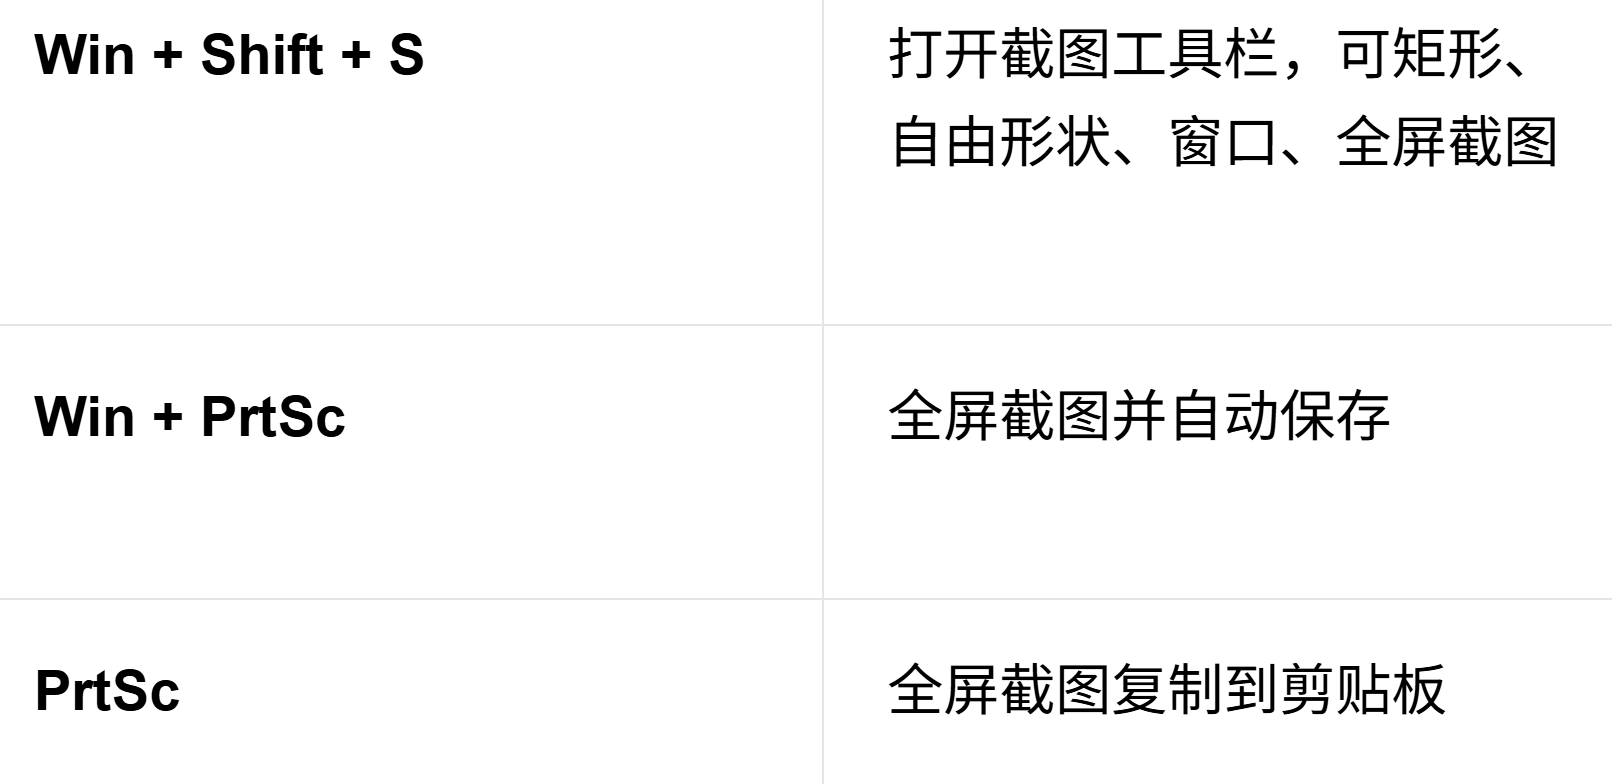 Win + Shift + S
打开截图工具栏，可矩形、
自由形状、窗口、全屏截图
Win + PrtSc
全屏截图并自动保存
PrtSc
全屏截图复制到剪贴板